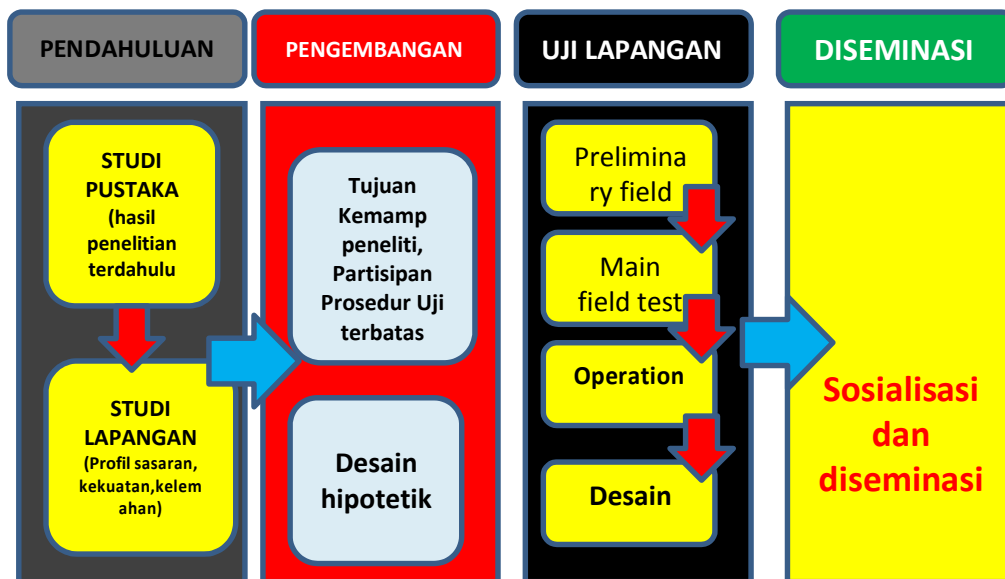 PENDAHULUAN
PENGEMBANGAN
UJI LAPANGAN
DISEMINASI
STUDI
PUSTAKA
(hasil
penelitian
terdahulu
STUDI
LAPANGAN
(Profil sasaran,
kekuatan,kelem
ahan)
Tujuan
Kemamp
peneliti,
Partisipan
Prosedur Uji
terbatas
Desain
hipotetik
Prelimina
ry field
Main
field test
Operation
Desain
Sosialisasi
dan
diseminasi